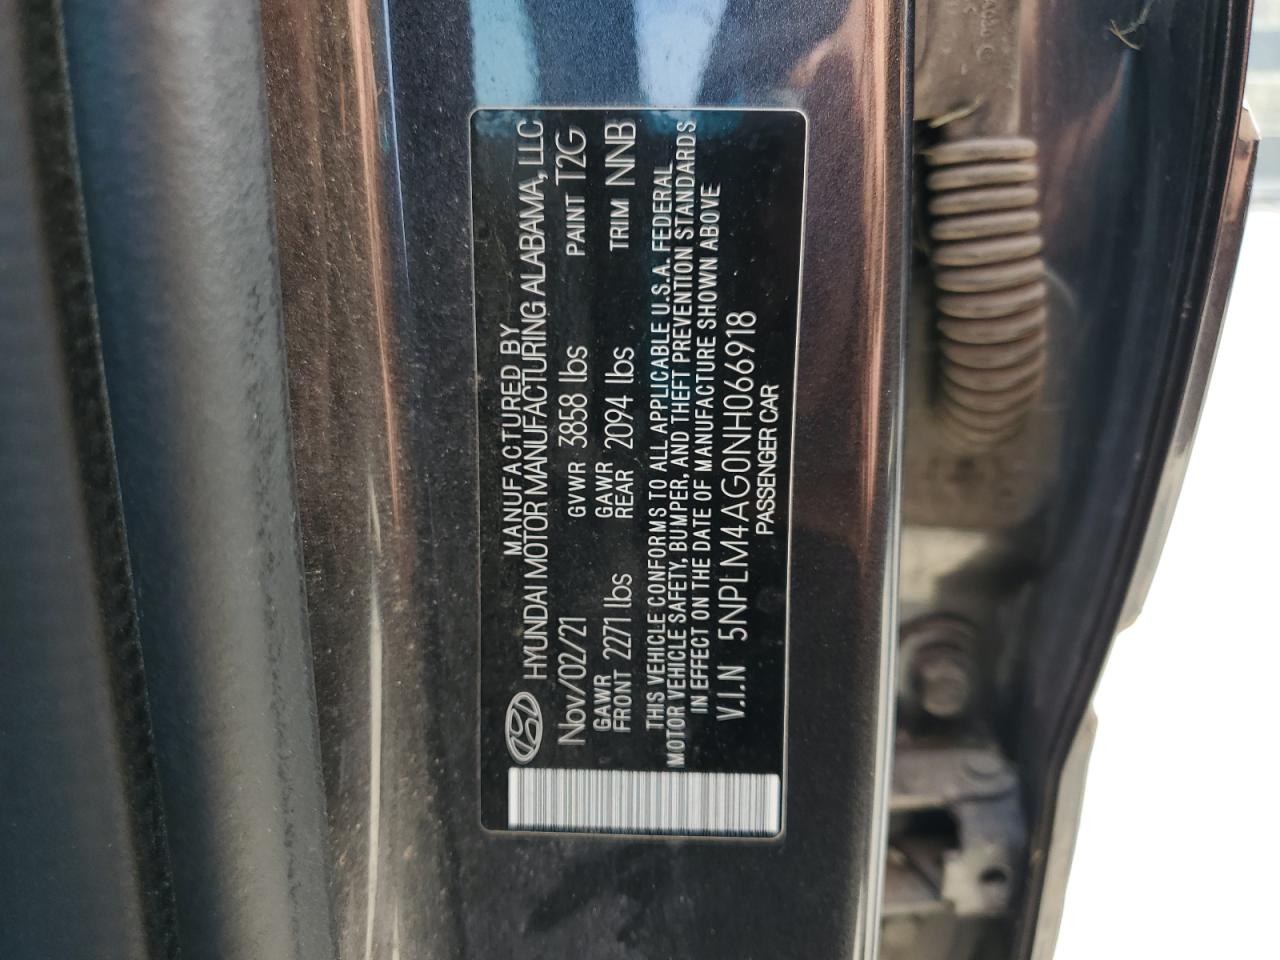 MANUFACTURED BY
HYUNDAI MOTOR MANUFACTURING ALABAMA, LLC
Nov/02/21 GVWR 3858 lbs PAINT T2G
GAWR FRONT 2271 lbs GAWR REAR 2094 lbs TRIM NNB
THIS VEHICLE CONFORMS TO ALL APPLICABLE U.S.A. FEDERAL
MOTOR VEHICLE SAFETY, BUMPER, AND THEFT PREVENTION STANDARDS
IN EFFECT ON THE DATE OF MANUFACTURE SHOWN ABOVE
V.I.N 5NPLM4AG0NH066918
PASSENGER CAR